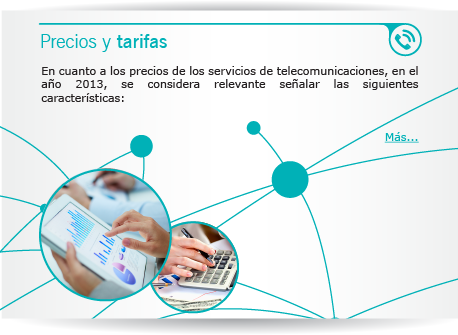 Precios y tarifas
En cuanto a los precios de los servicios de telecomunicaciones, en el
año 2013, se considera relevante señalar las siguientes
características:
Más...